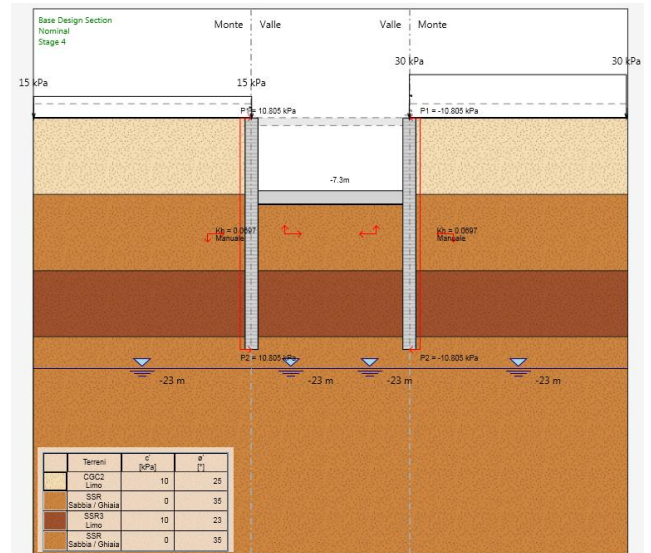 Base Design Section
Nominal
Stage 4
Monte Valle Valle Monte
30 kPa 30 kPa
15 kPa 15 kPa
P1 = 10.805 kPa P1 = -10.805 kPa
-7.3m
Kh = 0.0697 Kh = 0.0697
Manuale Manuale
P2 = 10.805kPa P2 = -10.805 kPa
-23 m -23 m -23 m -23 m
Terreni c' [kPa] ø' [°]
CGC2 Limo 10 25
SSR Sabbia / Ghiaia 0 35
SSR3 Limo 10 23
SSR Sabbia / Ghiaia 0 35